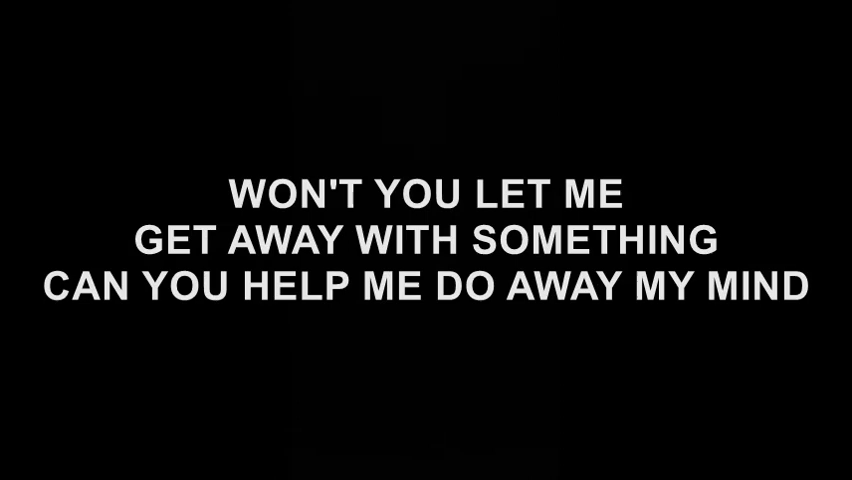 WON'T YOU LET ME
GET AWAY WITH SOMETHING
CAN YOU HELP ME DO AWAY MY MIND